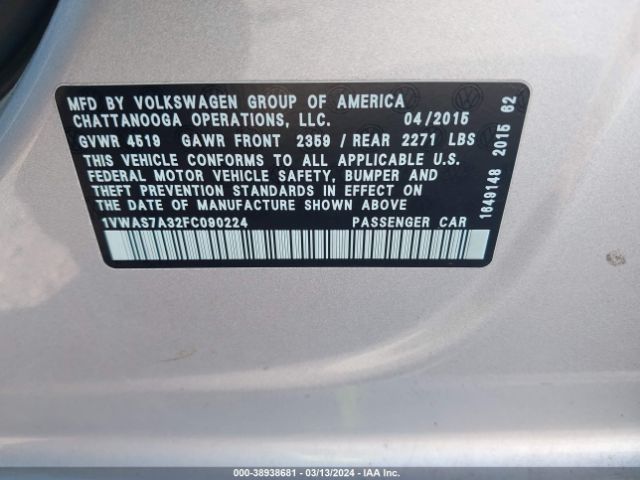 MFD BY VOLKSWAGEN GROUP OF AMERICA
CHATTANOOGA OPERATIONS, LLC. 04/2015
GVWR 4519 GAWR FRONT 2359 / REAR 2271 LBS
THIS VEHICLE CONFORMS TO ALL APPLICABLE U.S.
FEDERAL MOTOR VEHICLE SAFETY, BUMPER AND
THEFT PREVENTION STANDARDS IN EFFECT ON
THE DATE OF MANUFACTURE SHOWN ABOVE
1VWAS7A32FC090224 PASSENGER CAR
1649148 2015 62
000-38938681 - 03/13/2024 - IAA Inc.